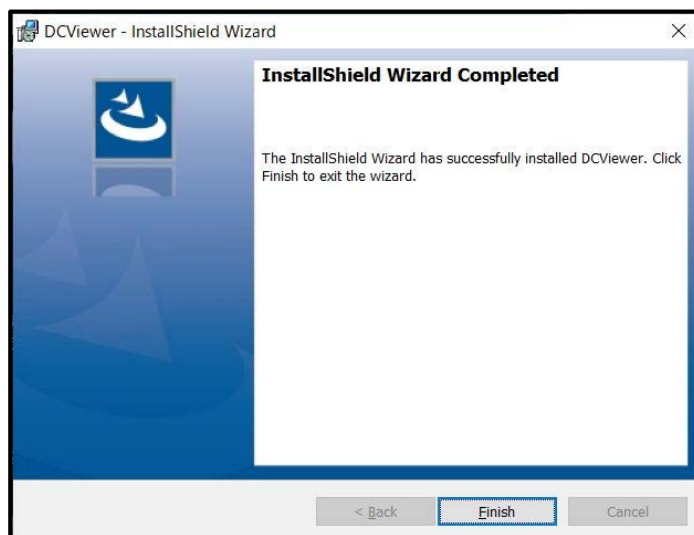 DCViewer - InstallShield Wizard
InstallShield Wizard Completed
The InstallShield Wizard has successfully installed DCViewer. Click
Finish to exit the wizard.
< Back
Finish
Cancel